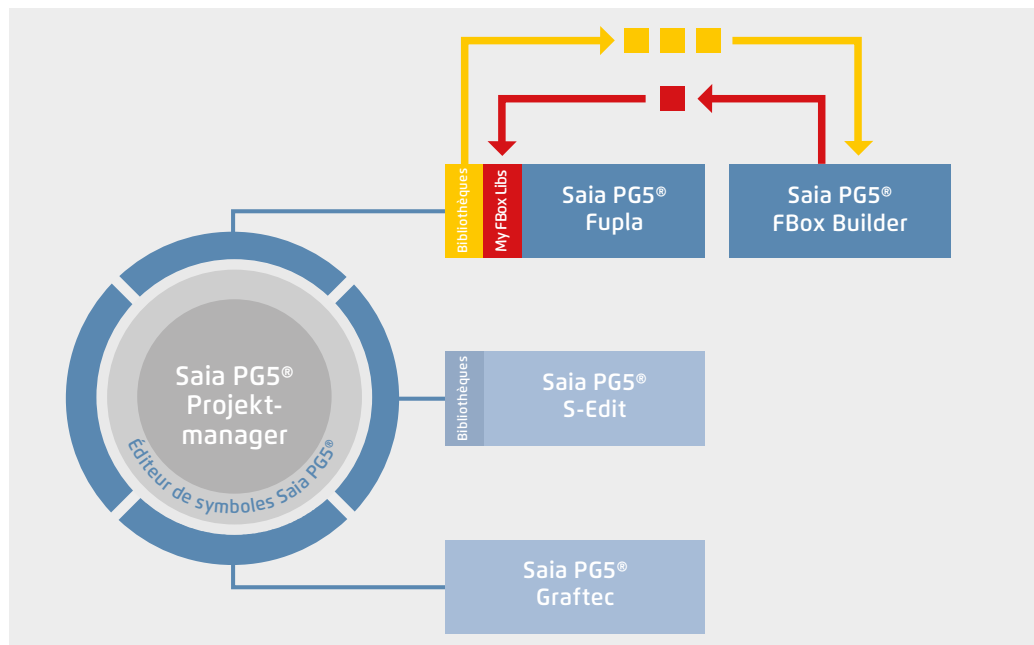 Bibliothèques
My FBox Libs
Saia PG5®
Fupla
Saia PG5®
FBox Builder
Saia PG5®
Projekt-
manager
Éditeur de symboles Saia PG5®
Bibliothèques
Saia PG5®
S-Edit
Saia PG5®
Graftec